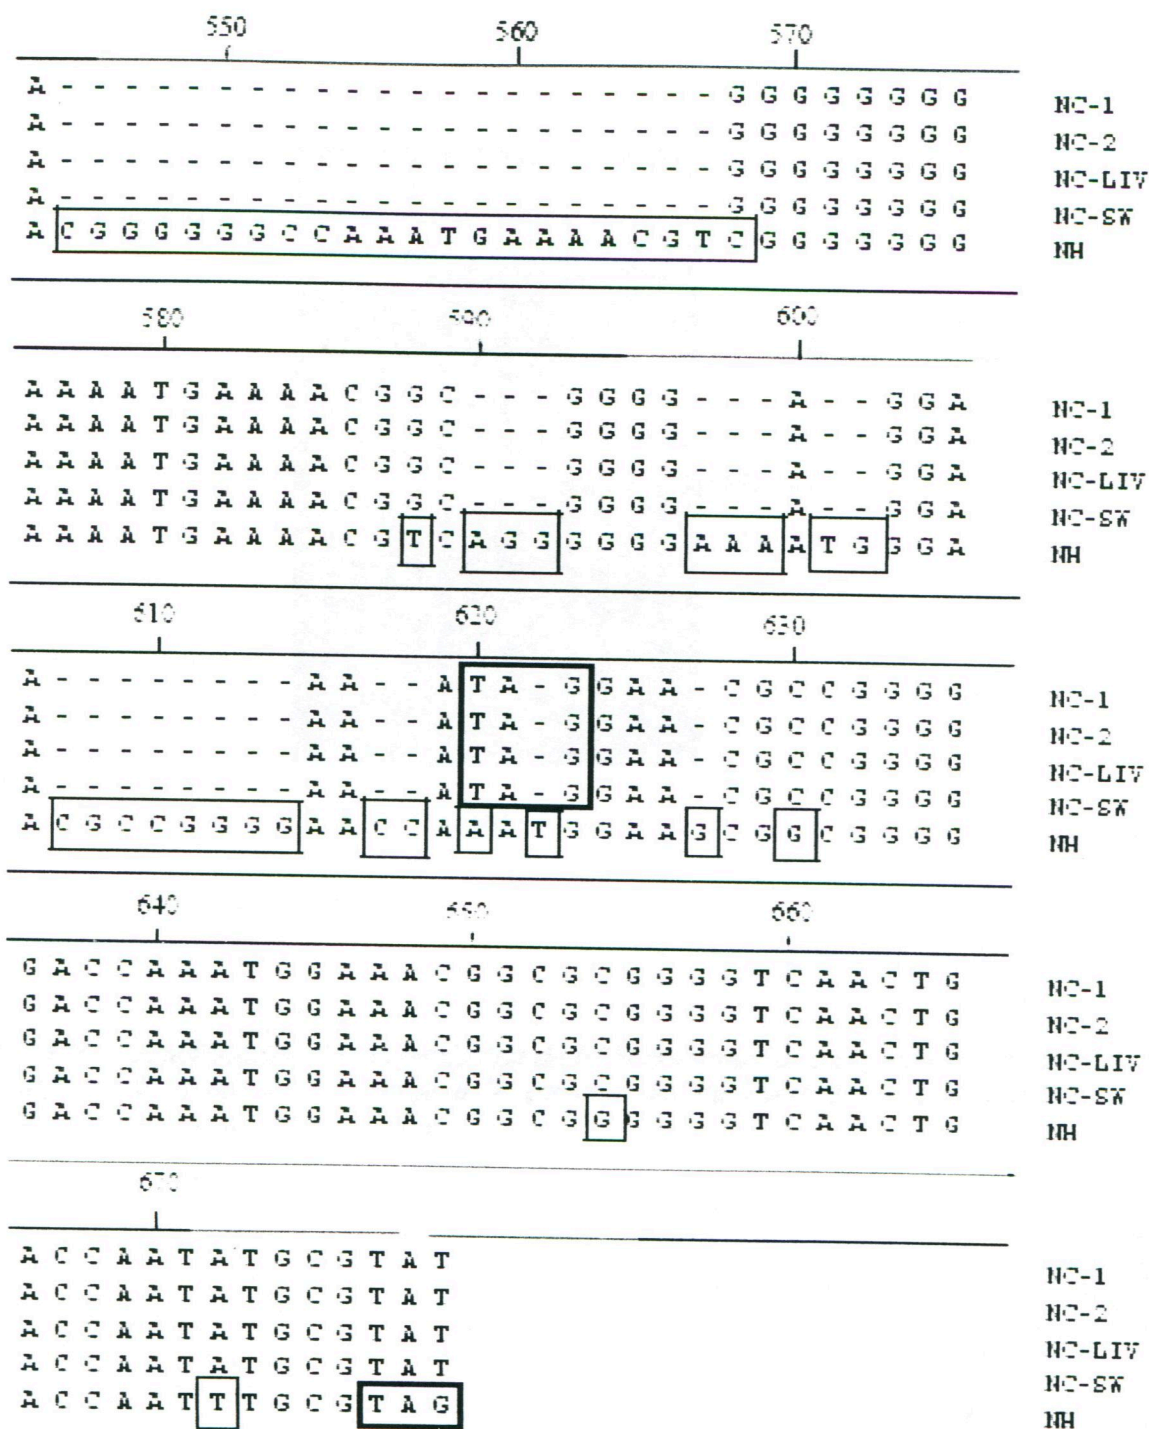 550 560 570
A - - - - - - - - - - - - - - - - - - - - - G G G G G G G G NC-1
A - - - - - - - - - - - - - - - - - - - - - G G G G G G G G NC-2
A - - - - - - - - - - - - - - - - - - - - - G G G G G G G G NC-LIV
A - - - - - - - - - - - - - - - - - - - - - G G G G G G G G NC-SW
A C G G G G G G C C A A A T G A A A A C G T C G G G G G G G NH
580 590 600
A A A A T G A A A A C G G C - - - G G G G - - - A - - G G A NC-1
A A A A T G A A A A C G G C - - - G G G G - - - A - - G G A NC-2
A A A A T G A A A A C G G C - - - G G G G - - - A - - G G A NC-LIV
A A A A T G A A A A C G G C - - - G G G G - - - A - - G G A NC-SW
A A A A T G A A A A C G T C A G G G G G G A A A A T G G G A NH
610 620 630
A - - - - - - - - A A - - A T A - G G A A - C G C C G G G G NC-1
A - - - - - - - - A A - - A T A - G G A A - C G C C G G G G NC-2
A - - - - - - - - A A - - A T A - G G A A - C G C C G G G G NC-LIV
A - - - - - - - - A A - - A T A - G G A A - C G C C G G G G NC-SW
A C G C C G G G G A A C C A A A T G G A A G C G G C G G G G NH
640 650 660
G A C C A A A T G G A A A C G G C G C G G G G T C A A C T G NC-1
G A C C A A A T G G A A A C G G C G C G G G G T C A A C T G NC-2
G A C C A A A T G G A A A C G G C G C G G G G T C A A C T G NC-LIV
G A C C A A A T G G A A A C G G C G C G G G G T C A A C T G NC-SW
G A C C A A A T G G A A A C G G C G G G G G G T C A A C T G NH
670
A C C A A T A T G C G T A T NC-1
A C C A A T A T G C G T A T NC-2
A C C A A T A T G C G T A T NC-LIV
A C C A A T A T G C G T A T NC-SW
A C C A A T T T G C G T A G NH